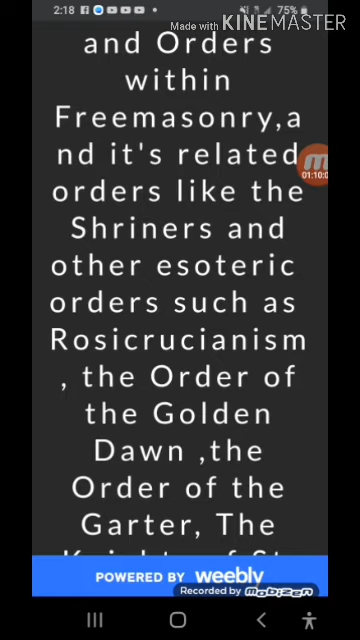 2:18
75%
Made with KINEMASTER
and Orders
within
Freemasonry,a
nd it's related
orders like the
Shriners and
other esoteric
orders such as
Rosicrucianism
, the Order of
the Golden
Dawn ,the
Order of the
Garter, The
POWERED BY weebly
Recorded by mobizen